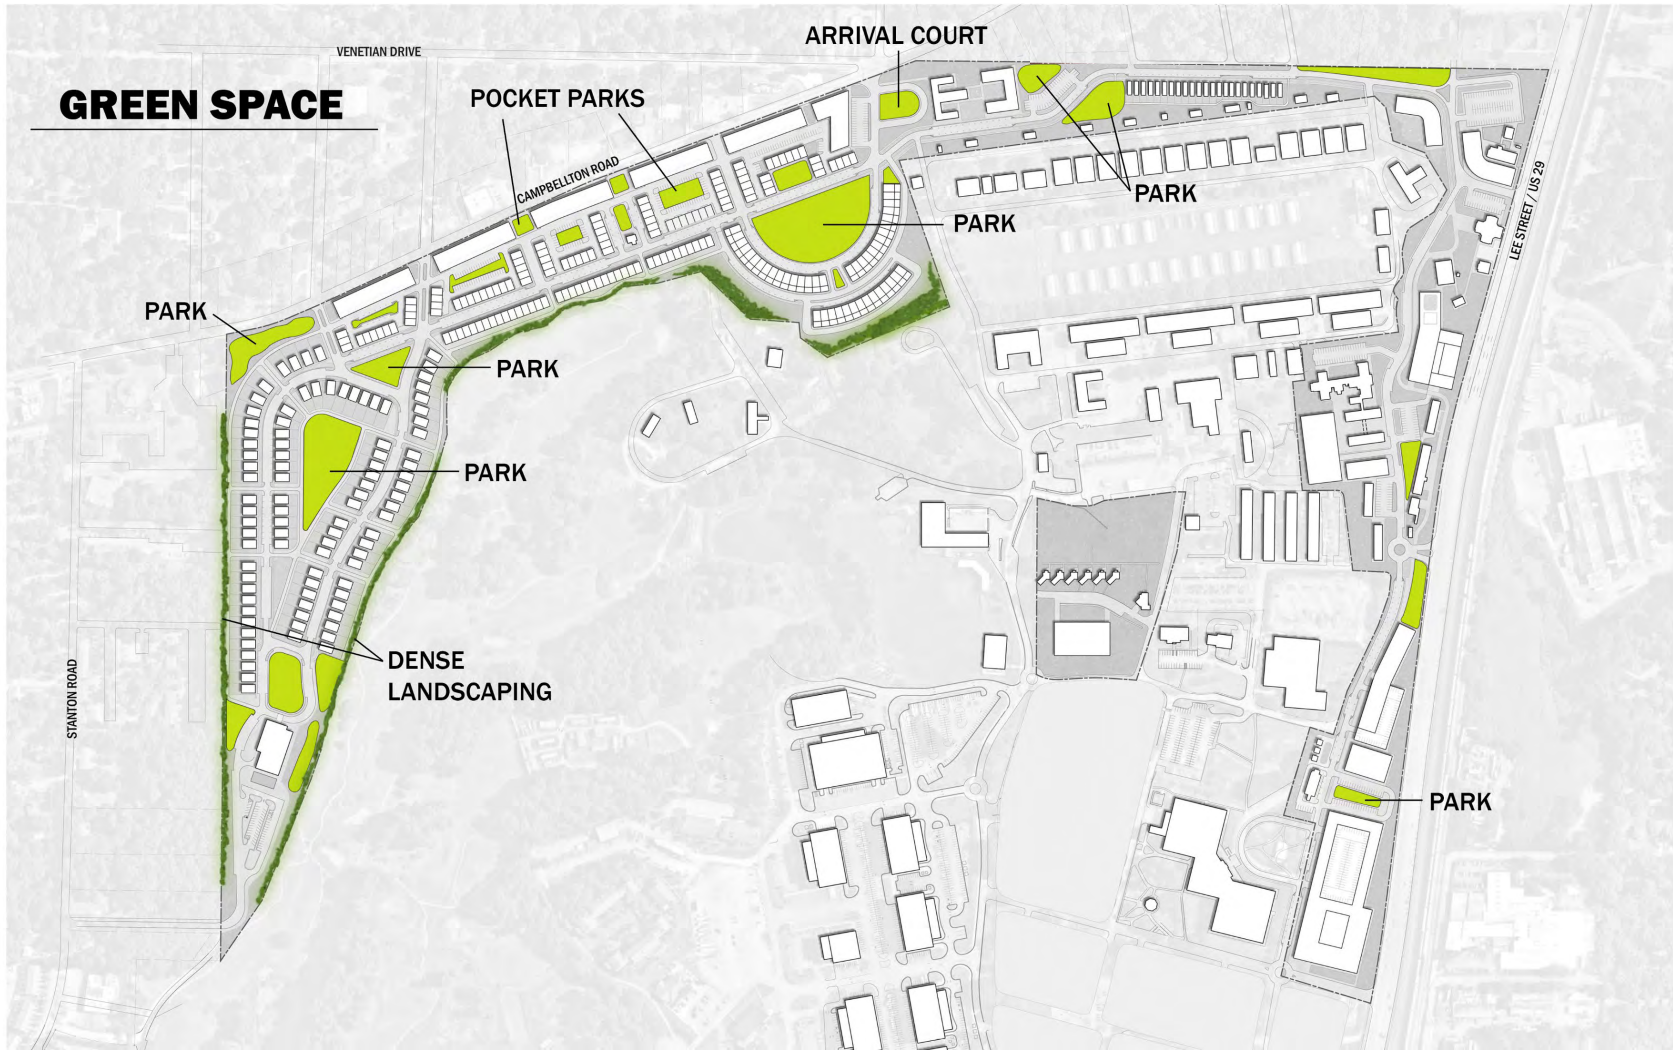 VENETIAN DRIVE
ARRIVAL COURT
GREEN SPACE
POCKET PARKS
CAMPBELLTON ROAD
PARK
PARK
LEE STREET / US 29
PARK
PARK
PARK
DENSE
LANDSCAPING
STANTON ROAD
PARK